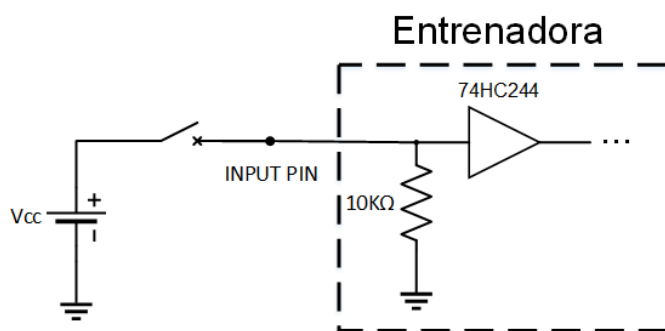 Entrenadora
74HC244
INPUT PIN
10KΩ
Vcc
+
...